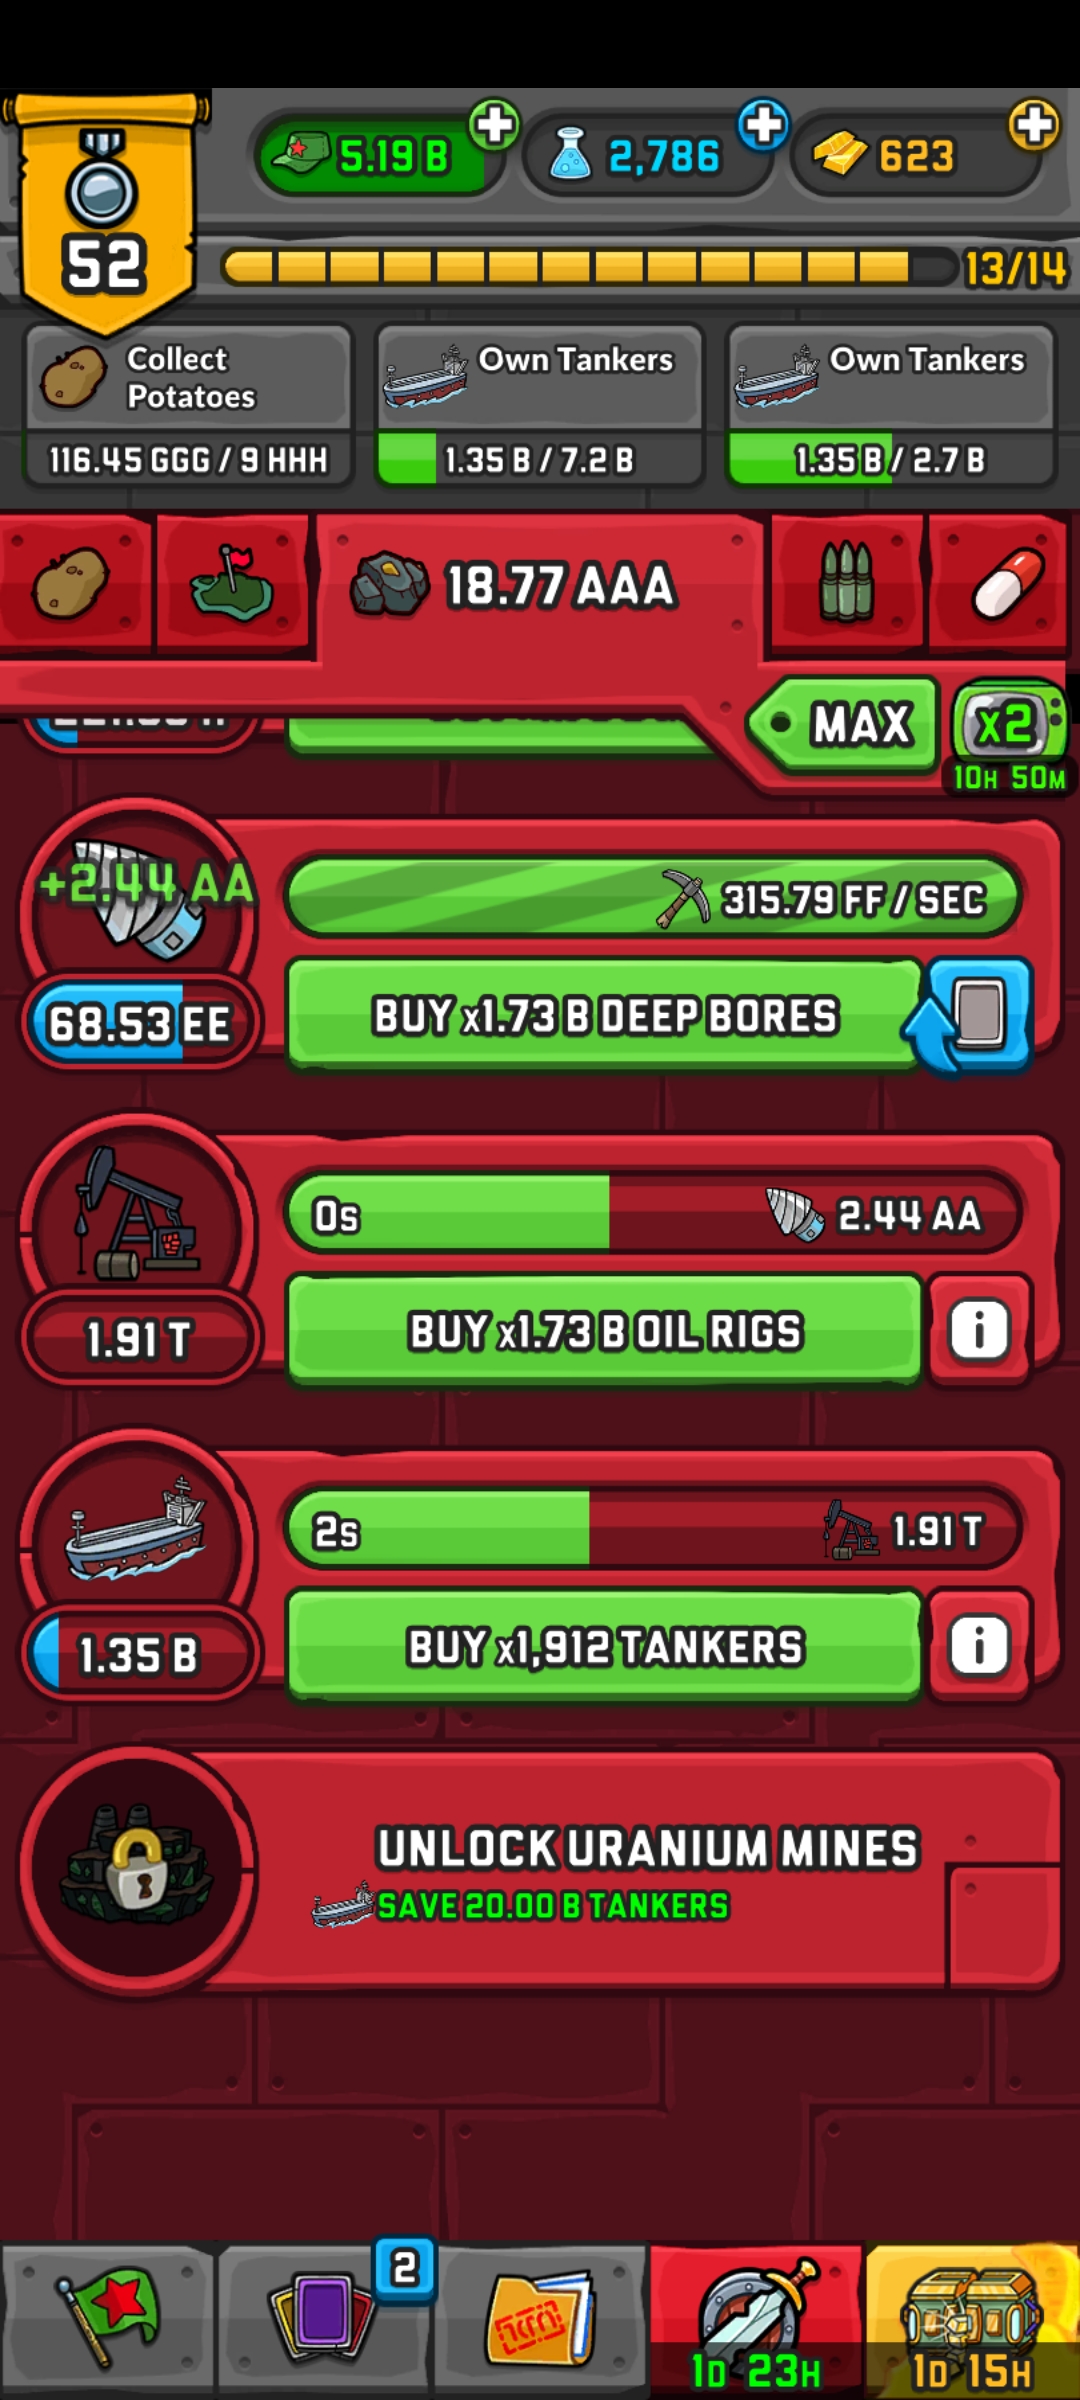 5.19 B
2,786
623
52
13/14
Collect
Potatoes
116.45 GGG / 9 HHH
Own Tankers
1.35 B / 7.2 B
Own Tankers
1.35 B / 2.7 B
18.77 AAA
MAX
X2
10H 50M
+2.44 AA
315.79 FF / SEC
68.53 EE
BUY x1.73 B DEEP BORES
0s
2.44 AA
1.91 T
BUY x1.73 B OIL RIGS
i
2s
1.91 T
1.35 B
BUY x1,912 TANKERS
i
UNLOCK URANIUM MINES
SAVE 20.00 B TANKERS
2
1D 23H
1D 15H